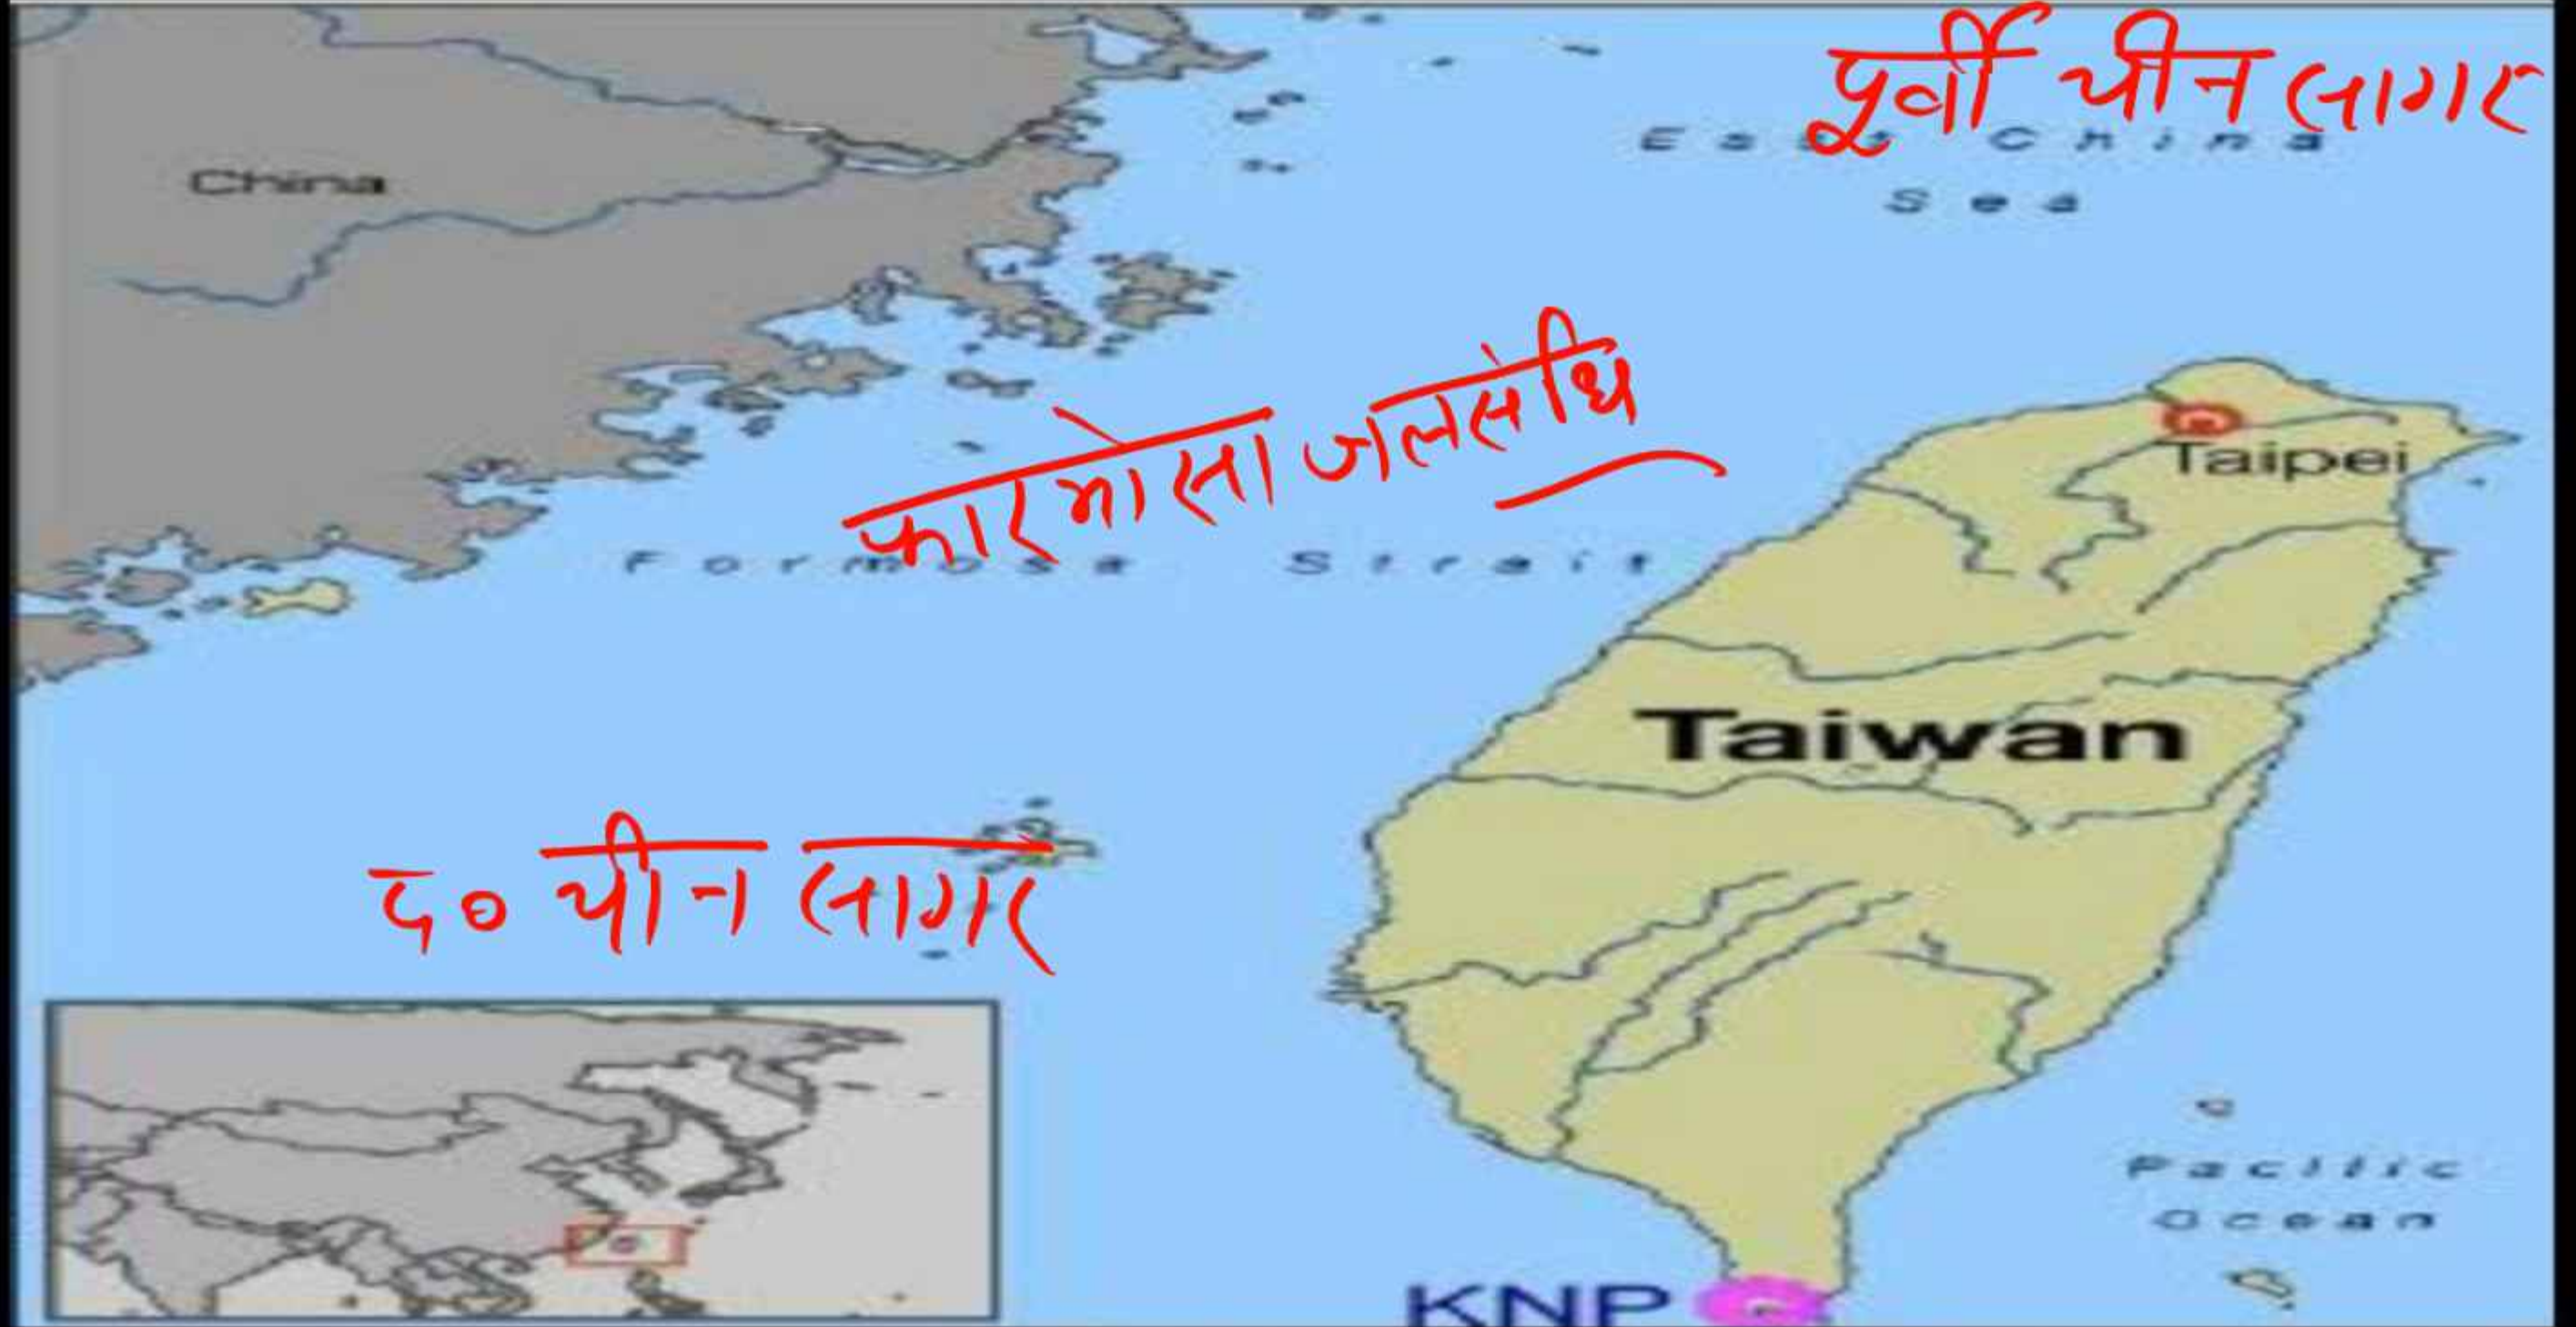 पूर्वी चीन सागर
China
East China
Sea
फारमोसा जलसंधि
Taipei
Formosa Strait
Taiwan
द० चीन सागर
Pacific
Ocean
KNP